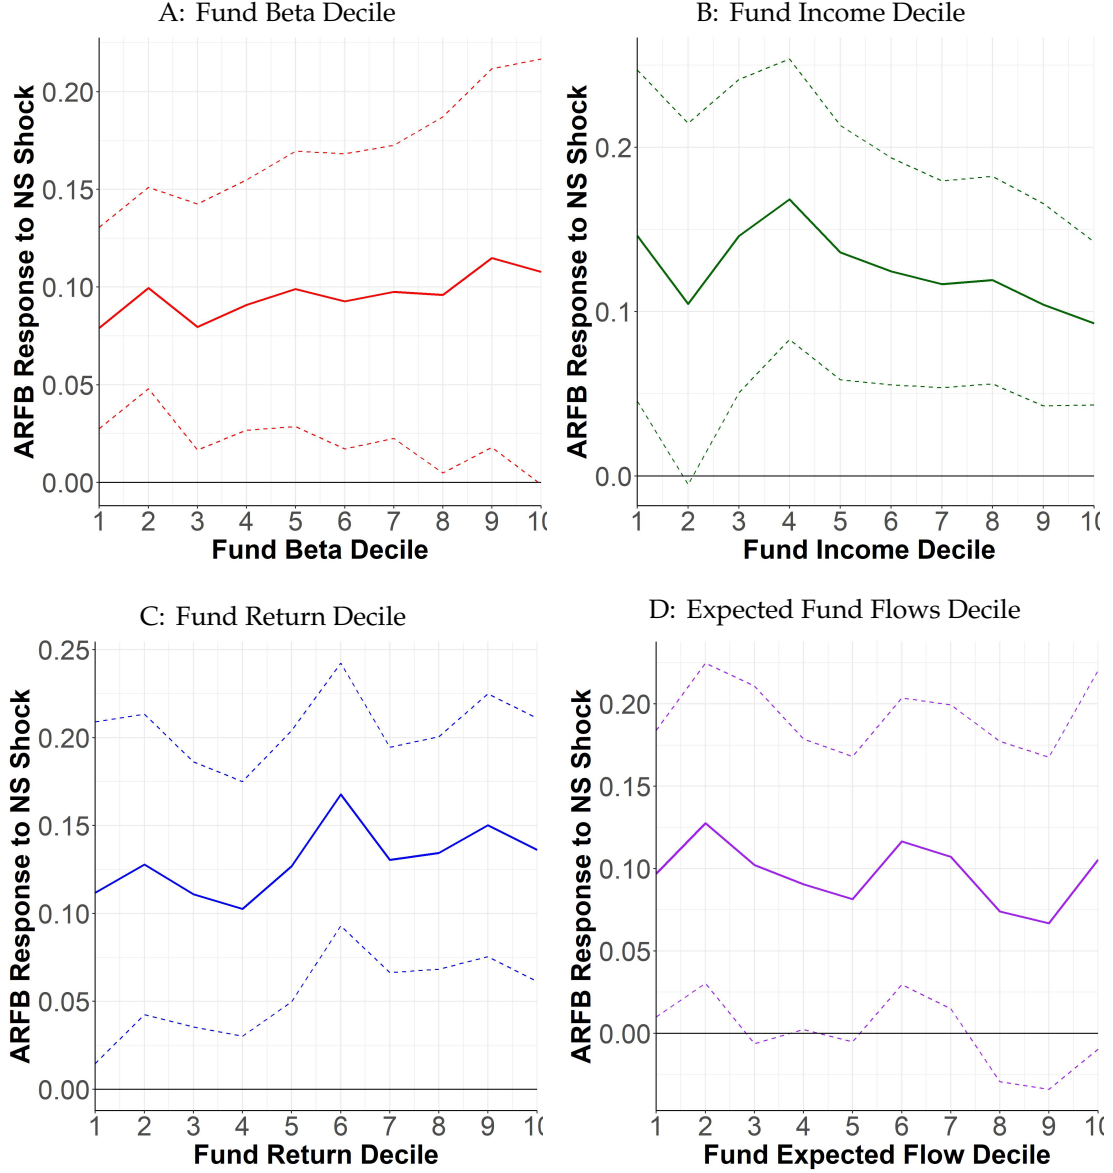 A: Fund Beta Decile
ARFB Response to NS Shock
0.20
0.15
0.10
0.05
0.00
1 2 3 4 5 6 7 8 9 10
Fund Beta Decile
B: Fund Income Decile
ARFB Response to NS Shock
0.2
0.1
0.0
1 2 3 4 5 6 7 8 9 10
Fund Income Decile
C: Fund Return Decile
ARFB Response to NS Shock
0.25
0.20
0.15
0.10
0.05
0.00
1 2 3 4 5 6 7 8 9 10
Fund Return Decile
D: Expected Fund Flows Decile
ARFB Response to NS Shock
0.20
0.15
0.10
0.05
0.00
1 2 3 4 5 6 7 8 9 10
Fund Expected Flow Decile